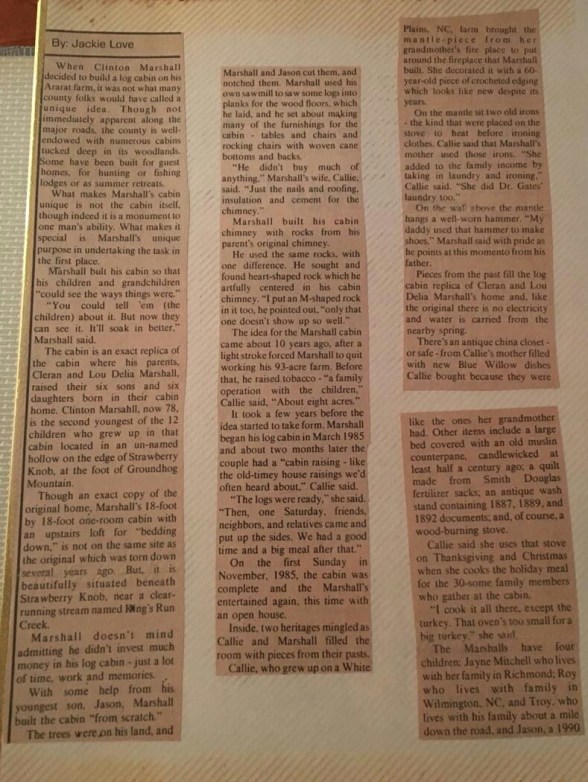 By: Jackie Love
When Clinton Marshall
decided to build a log cabin on his
Ararat farm, it was not what many
county folks would have called a
unique idea. Though not
immediately apparent along the
major roads, the county is well-
endowed with numerous cabin
tucked deep in its woodlands.
Some have been built for guest
homes, for hunting or fishing
lodges or as summer retreats.
What makes Marshall's cabin
unique is not the cabin itself,
though indeed it is a monument to
one man's ability. What makes it
special is Marshall's unique
purpose in undertaking the task in
the first place.
Marshall bult his cabin so that
his children and grandchildren
"could see the ways things were."
"You could tell 'em (the
children) about it. But now they
can see it. It'll soak in better,"
Marshall said.
The cabin is an exact replica of
the cabin where his parents,
Cleran and Lou Delia Marshall,
raised their six sons and six
daughters born in their cabin
home. Clinton Marsahll, now 78,
is the second youngest of the 12
children who grew up in that
cabin located in an un-named
hollow on the edge of Strawberry
Knob, at the foot of Groundhog
Mountain.
Though an exact copy of the
original home, Marshall's 18-foot
by 18-foot one-room cabin with
an upstairs loft for "bedding
down," is not on the same site as
the original which was torn down
several years ago. But, it is
beautifully situated beneath
Strawberry Knob, near a clear-
running stream named King's Run
Creek.
Marshall doesn't mind
admitting he didn't invest much
money in his log cabin - just a lot
of time, work and memories.
With some help from his
youngest son, Jason, Marshall
built the cabin "from scratch."
The trees were on his land, and
Marshall and Jason cut them, and
notched them. Marshall used his
own sawmill to saw some logs into
planks for the wood floors, which
he laid, and he set about making
many of the furnishings for the
cabin - tables and chairs and
rocking chairs with woven cane
bottoms and backs.
"He didn't buy much of
anything," Marshall's wife, Callie,
said. "Just the nails and roofing,
insulation and cement for the
chimney."
Marshall built his cabin
chimney with rocks from his
parent's original chimney.
He used the same rocks, with
one difference. He sought and
found heart-shaped rock which he
artfully centered in his cabin
chimney. "I put an M-shaped rock
in it too, he pointed out, "only that
one doesn't show up so well."
The idea for the Marshall cabin
came about 10 years ago, after a
light stroke forced Marshall to quit
working his 93-acre farm. Before
that, he raised tobacco - "a family
operation with the children,"
Callie said, "About eight acres."
It took a few years before the
idea started to take form. Marshall
began his log cabin in March 1985
and about two months later the
couple had a "cabin raising - like
the old-timey house raisings we'd
often heard about," Callie said.
"The logs were ready," she said.
"Then, one Saturday, friends,
neighbors, and relatives came and
put up the sides. We had a good
time and a big meal after that."
On the first Sunday in
November, 1985, the cabin was
complete and the Marshall's
entertained again, this time with
an open house.
Inside, two heritages mingled as
Callie and Marshall filled the
room with pieces from their pasts.
Callie, who grew up on a White
Plains, NC, farm brought the
mantle-piece from her
grandmother's fire place to put
around the fireplace that Marshall
built. She decorated it with a 60-
year-old piece of crocheted edging
which looks like new despite its
years.
On the mantle sit two old irons
- the kind that were placed on the
stove to heat before ironing
clothes. Callie said that Marshall's
mother used those irons. "She
added to the family income by
taking in laundry and ironing,"
Callie said. "She did Dr. Gates'
laundry too."
On the wall above the mantle
hangs a well-worn hammer. "My
daddy used that hammer to make
shoes," Marshall said with pride as
he points at this momento from his
father.
Pieces from the past fill the log
cabin replica of Cleran and Lou
Delia Marshall's home and, like
the original there is no electricity
and water is carried from the
nearby spring.
There's an antique china closet -
or safe - from Callie's mother filled
with new Blue Willow dishes
Callie bought because they were
like the ones her grandmother
had. Other items include a large
bed covered with an old muslin
counterpane, candlewicked at
least half a century ago; a quilt
made from Smith Douglas
fertilizer sacks; an antique wash
stand containing 1887, 1889, and
1892 documents; and, of course, a
wood-burning stove.
Callie said she uses that stove
on Thanksgiving and Christmas
when she cooks the holiday meal
for the 30-some family members
who gather at the cabin.
"I cook it all there, except the
turkey. That oven's too small for a
big turkey," she said.
The Marshalls have four
children; Jayne Mitchell who lives
with her family in Richmond; Roy
who lives with family in
Wilmington, NC, and Troy, who
lives with his family about a mile
down the road, and Jason, a 1990